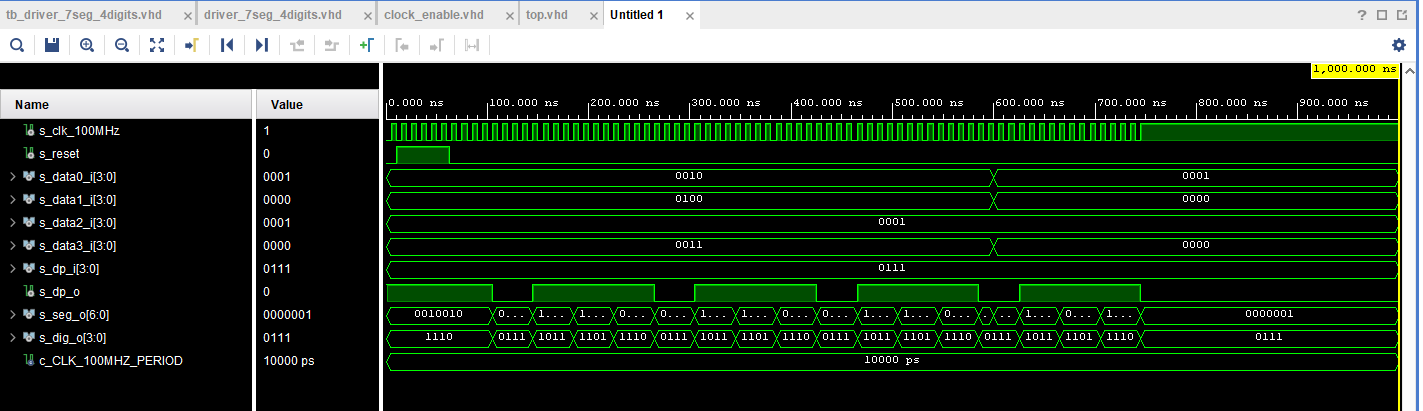 tb_driver_7seg_4digits.vhd driver_7seg_4digits.vhd clock_enable.vhd top.vhd Untitled 1
1,000.000 ns
Name Value
0.000 ns 100.000 ns 200.000 ns 300.000 ns 400.000 ns 500.000 ns 600.000 ns 700.000 ns 800.000 ns 900.000 ns
s_clk_100MHz 1
s_reset 0
s_data0_i[3:0] 0001 0010 0001
s_data1_i[3:0] 0000 0100 0000
s_data2_i[3:0] 0001 0001
s_data3_i[3:0] 0000 0011 0000
s_dp_i[3:0] 0111 0111
s_dp_o 0
s_seg_o[6:0] 0000001 0010010 0... 1... 1... 0... 0... 1... 1... 0... 0... 1... 1... 0... ... 1... 0... 1... 0000001
s_dig_o[3:0] 0111 1110 0111 1011 1101 1110 0111 1011 1101 1110 0111 1011 1101 1110 0111 1011 1101 1110 0111
c_CLK_100MHZ_PERIOD 10000 ps 10000 ps